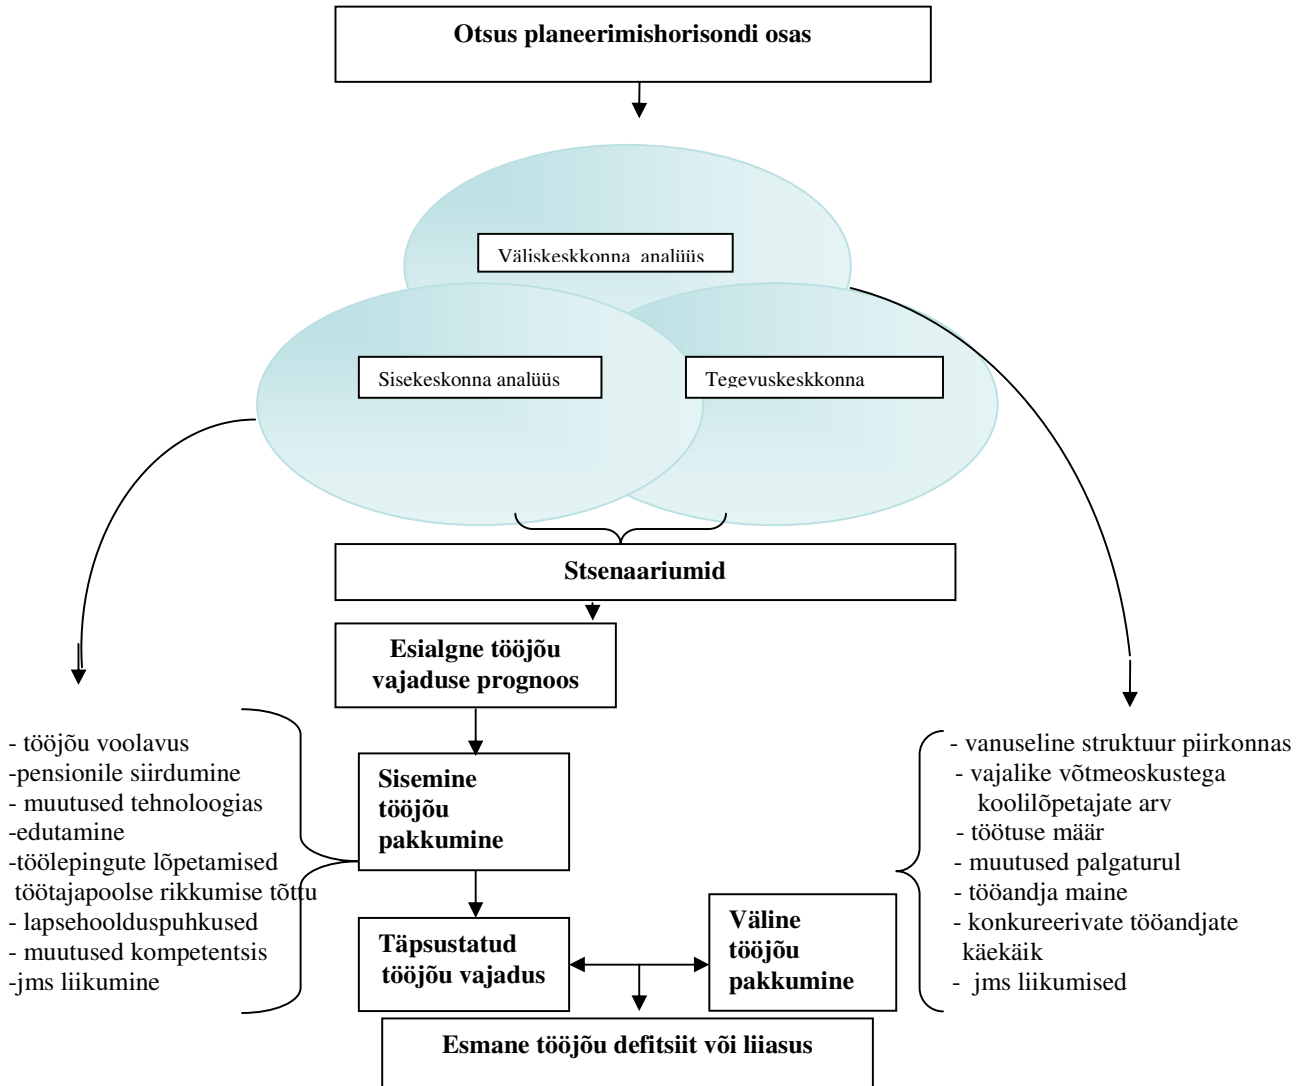 Otsus planeerimishorisondi osas
Väliskeskkonna analüüs
Sisekeskonna analüüs
Tegevuskeskkonna
Stsenaariumid
Esialgne tööjõu
vajaduse prognoos
- tööjõu voolavus
-pensionile siirdumine
- muutused tehnoloogias
-edutamine
-töölepingute lõpetamised
töötajapoolse rikkumise tõttu
- lapsehoolduspuhkused
- muutused kompetentsis
-jms liikumine
Sisemine
tööjõu
pakkumine
Täpsustatud
tööjõu vajadus
Väline
tööjõu
pakkumine
- vanuseline struktuur piirkonnas
- vajalike võtmeoskustega
koolilõpetajate arv
- töötuse määr
- muutused palgaturul
- tööandja maine
- konkureerivate tööandjate
käekäik
- jms liikumised
Esmane tööjõu defitsiit või liiasus